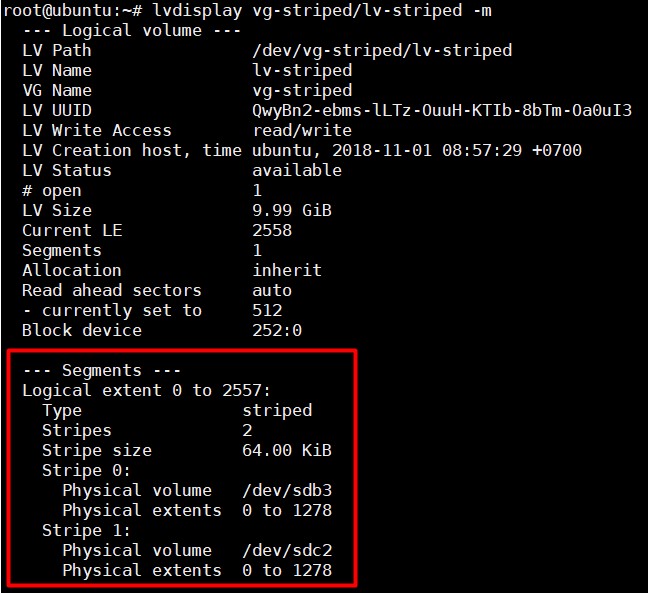 root@ubuntu:~# lvdisplay vg-striped/lv-striped -m
--- Logical volume ---
LV Path /dev/vg-striped/lv-striped
LV Name lv-striped
VG Name vg-striped
LV UUID QwyBn2-ebms-lLTz-OuuH-KTIb-8bTm-Oa0uI3
LV Write Access read/write
LV Creation host, time ubuntu, 2018-11-01 08:57:29 +0700
LV Status available
# open 1
LV Size 9.99 GiB
Current LE 2558
Segments 1
Allocation inherit
Read ahead sectors auto
- currently set to 512
Block device 252:0
--- Segments ---
Logical extent 0 to 2557:
Type striped
Stripes 2
Stripe size 64.00 KiB
Stripe 0:
Physical volume /dev/sdb3
Physical extents 0 to 1278
Stripe 1:
Physical volume /dev/sdc2
Physical extents 0 to 1278